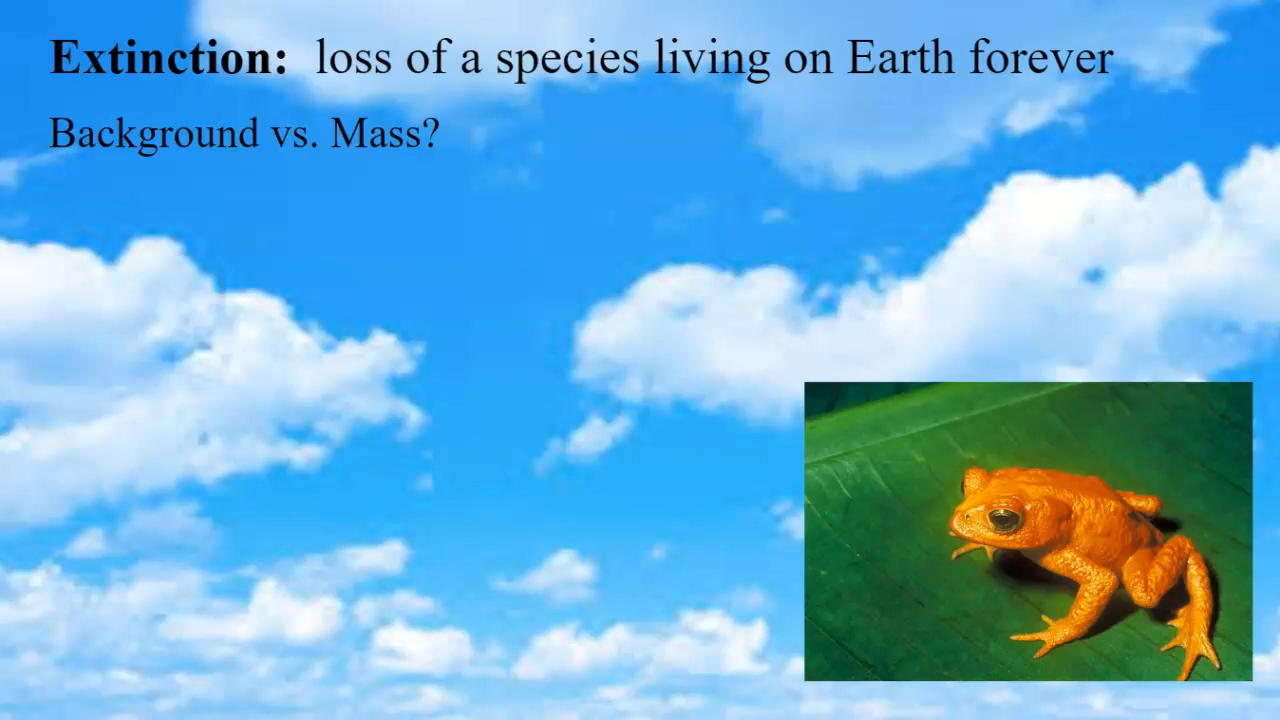 Extinction: loss of a species living on Earth forever
Background vs. Mass?